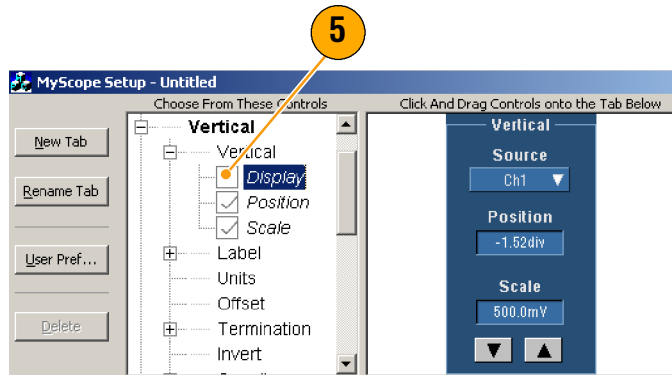 5
MyScope Setup - Untitled
Choose From These Controls
Click And Drag Controls onto the Tab Below
New Tab
Rename Tab
User Pref...
Delete
Vertical
Vertical
Display
Position
Scale
Label
Units
Offset
Termination
Invert
Vertical
Source
Ch1
Position
-1.52div
Scale
500.0mV